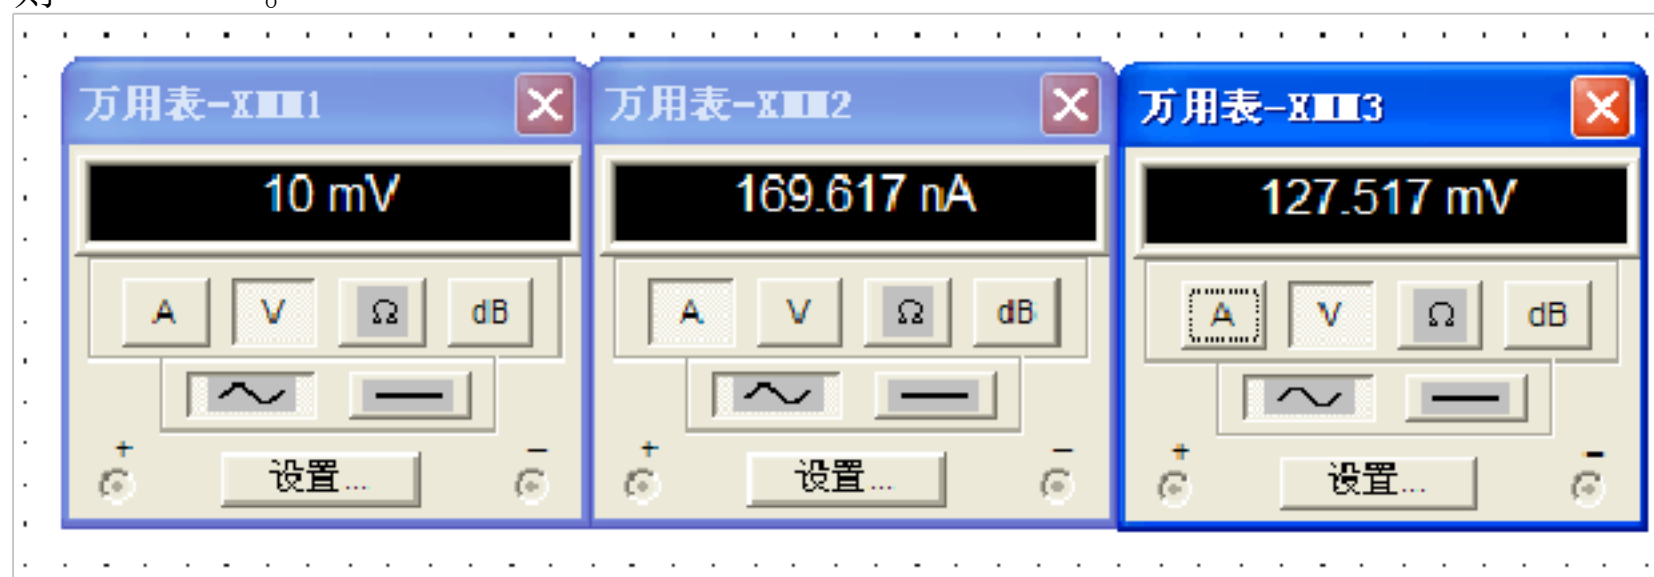 万用表-XMM1
万用表-XMM2
万用表-XMM3
10 mV
169.617 nA
127.517 mV
A V Ω dB
A V Ω dB
A V Ω dB
+ −
+ −
+ −
设置...
设置...
设置...